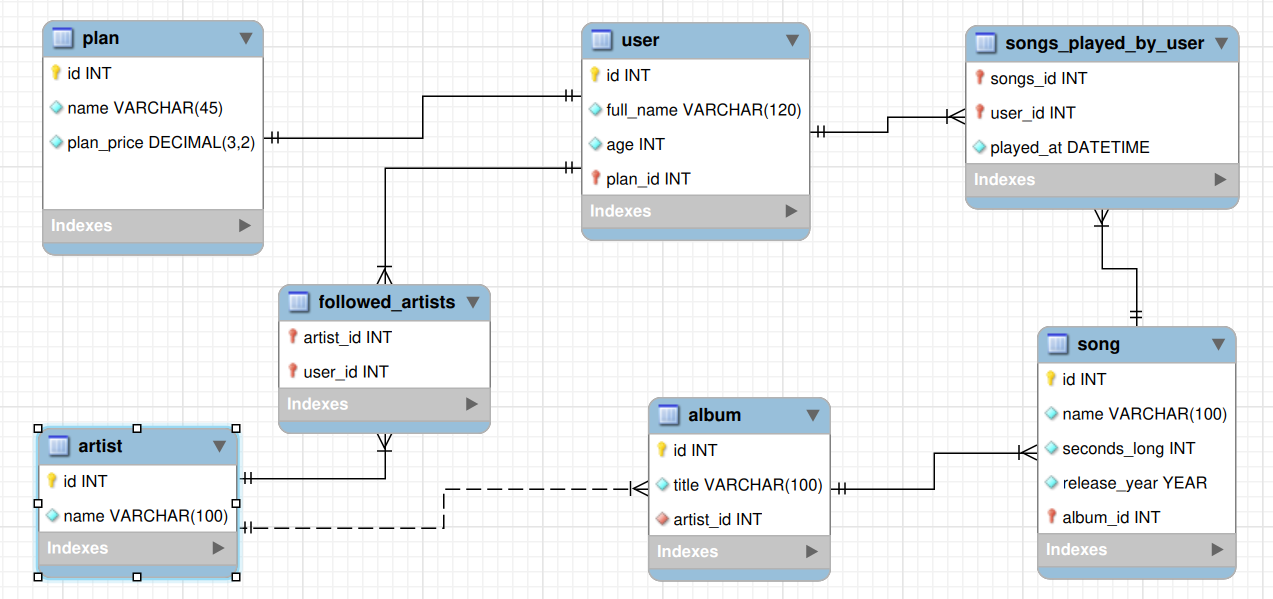 plan
id INT
name VARCHAR(45)
plan_price DECIMAL(3,2)
Indexes
user
id INT
full_name VARCHAR(120)
age INT
plan_id INT
Indexes
songs_played_by_user
songs_id INT
user_id INT
played_at DATETIME
Indexes
followed_artists
artist_id INT
user_id INT
Indexes
artist
id INT
name VARCHAR(100)
Indexes
album
id INT
title VARCHAR(100)
artist_id INT
Indexes
song
id INT
name VARCHAR(100)
seconds_long INT
release_year YEAR
album_id INT
Indexes